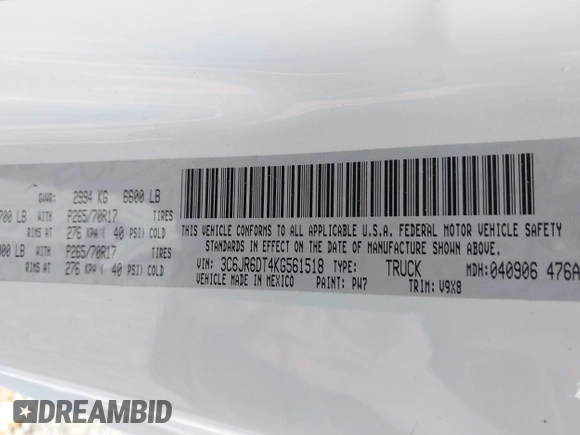 GVWR: 2994 KG 6600 LB
700 LB WITH P265/70R17 TIRES
RIMS AT 276 KPA ( 40 PSI) COLD
900 LB WITH P265/70R17 TIRES
RIMS AT 276 KPA ( 40 PSI) COLD
THIS VEHICLE CONFORMS TO ALL APPLICABLE U.S.A. FEDERAL MOTOR VEHICLE SAFETY
STANDARDS IN EFFECT ON THE DATE OF MANUFACTURE SHOWN ABOVE.
VIN: 3C6JR6DT4KG561518 TYPE: TRUCK MDH:040906 476A
VEHICLE MADE IN MEXICO PAINT: PW7 TRIM: V9X8
DREAMBID